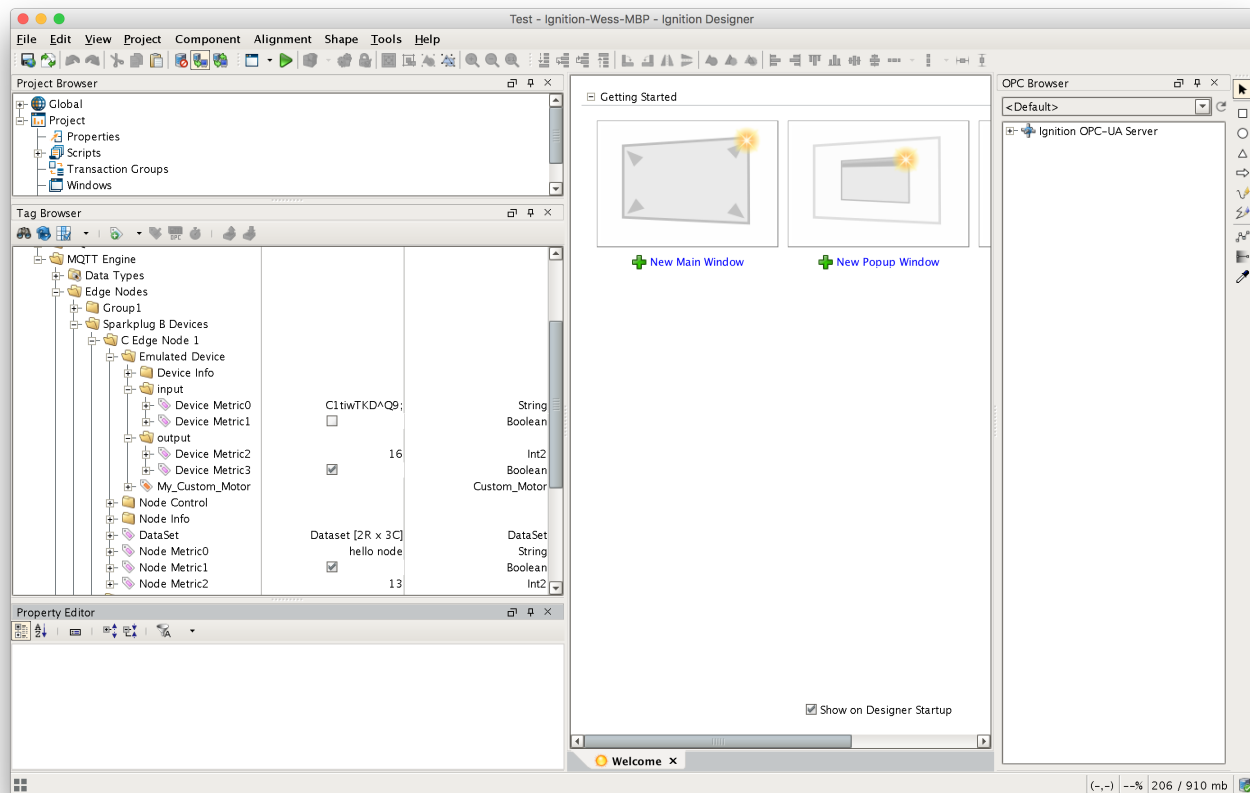 Test - Ignition-Wess-MBP - Ignition Designer
File Edit View Project Component Alignment Shape Tools Help
Project Browser
Global
Project
Properties
Scripts
Transaction Groups
Windows
Tag Browser
OPC
MQTT Engine
Data Types
Edge Nodes
Group1
Sparkplug B Devices
C Edge Node 1
Emulated Device
Device Info
input
Device Metric0 C1tiwTKD^Q9; String
Device Metric1 Boolean
output
Device Metric2 16 Int2
Device Metric3 Boolean
My_Custom_Motor Custom_Motor
Node Control
Node Info
DataSet Dataset [2R x 3C] DataSet
Node Metric0 hello node String
Node Metric1 Boolean
Node Metric2 13 Int2
Property Editor
Getting Started
New Main Window New Popup Window
Show on Designer Startup
Welcome
OPC Browser
<Default>
Ignition OPC-UA Server
(-,-) --% 206 / 910 mb